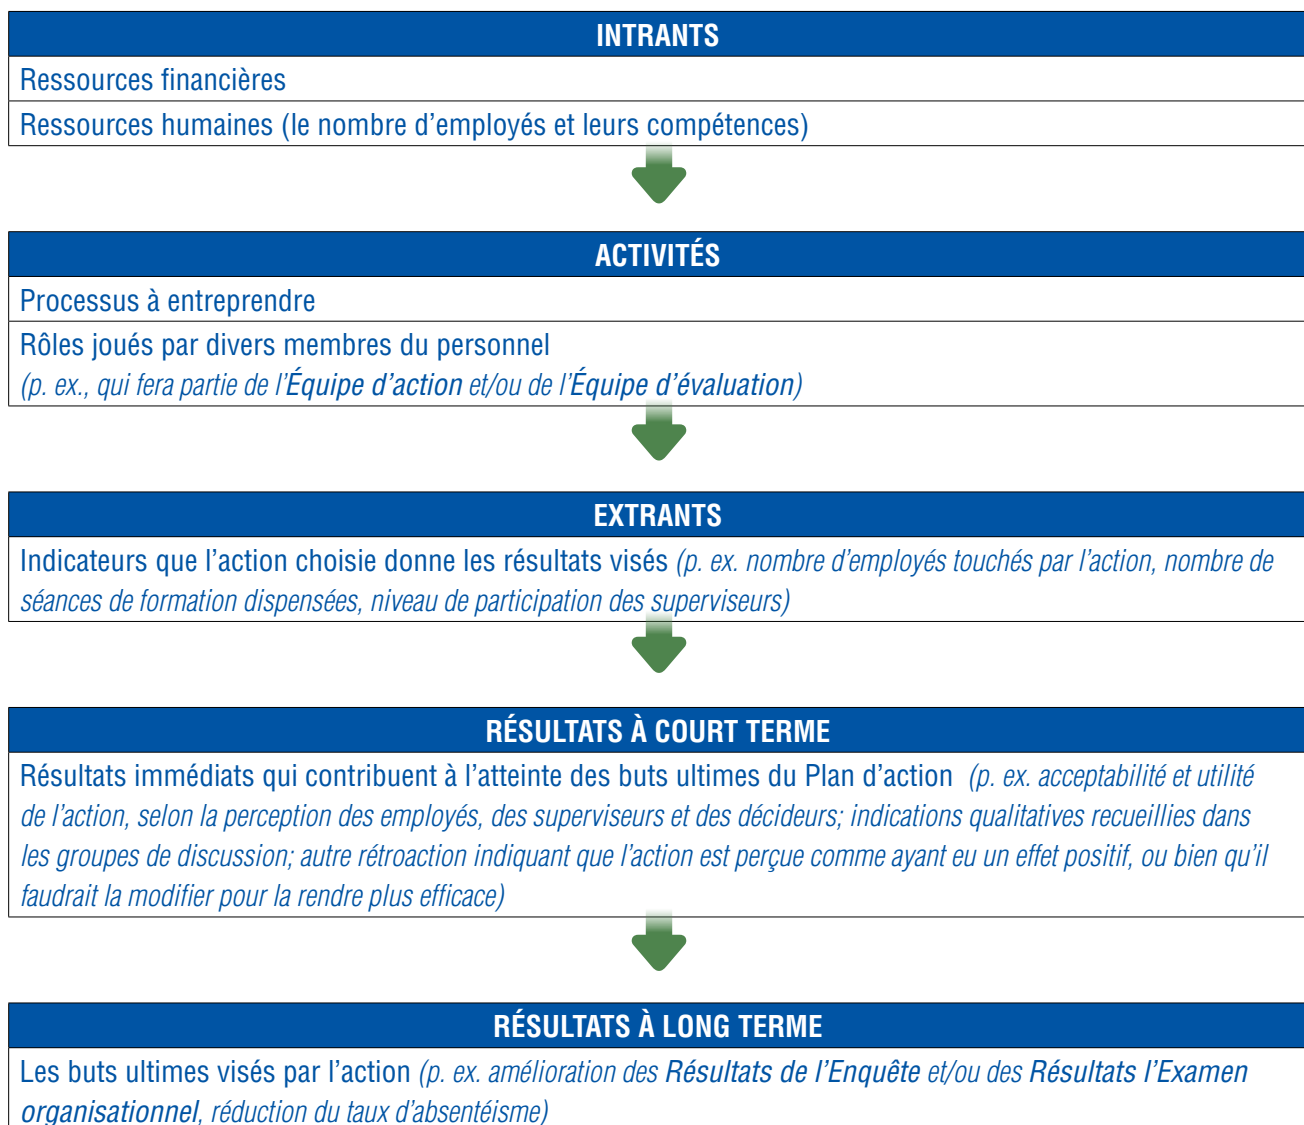 INTRANTS
Ressources financières
Ressources humaines (le nombre d'employés et leurs compétences)
ACTIVITÉS
Processus à entreprendre
Rôles joués par divers membres du personnel
(p. ex., qui fera partie de l'Équipe d'action et/ou de l'Équipe d'évaluation)
EXTRANTS
Indicateurs que l'action choisie donne les résultats visés (p. ex. nombre d'employés touchés par l'action, nombre de
séances de formation dispensées, niveau de participation des superviseurs)
RÉSULTATS À COURT TERME
Résultats immédiats qui contribuent à l'atteinte des buts ultimes du Plan d'action (p. ex. acceptabilité et utilité
de l'action, selon la perception des employés, des superviseurs et des décideurs; indications qualitatives recueillies dans
les groupes de discussion; autre rétroaction indiquant que l'action est perçue comme ayant eu un effet positif, ou bien qu'il
faudrait la modifier pour la rendre plus efficace)
RÉSULTATS À LONG TERME
Les buts ultimes visés par l'action (p. ex. amélioration des Résultats de l'Enquête et/ou des Résultats l'Examen
organisationnel, réduction du taux d'absentéisme)